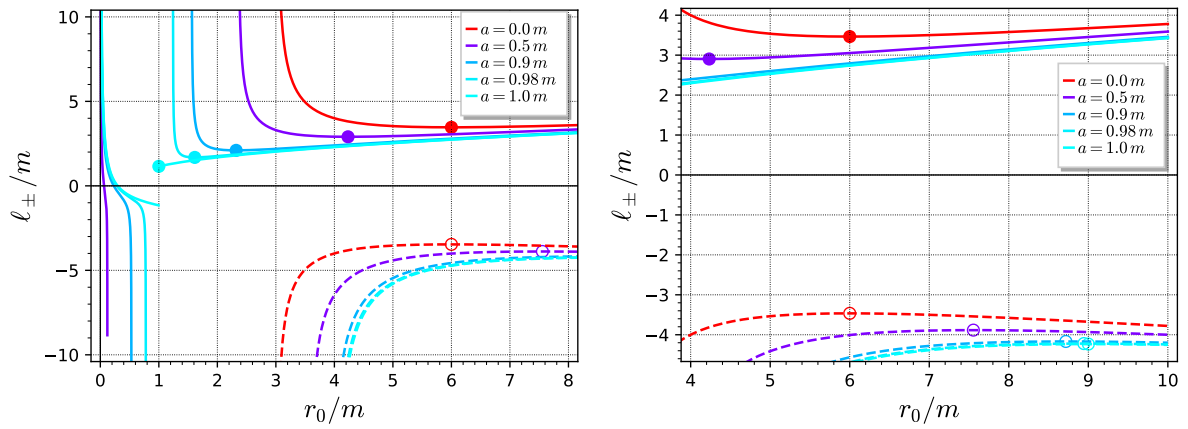 10
5
0
−5
−10
ℓ± /m
0
1
2
3
4
5
6
7
8
r₀/m
a = 0.0 m
a = 0.5 m
a = 0.9 m
a = 0.98 m
a = 1.0 m
4
3
2
1
0
−1
−2
−3
−4
ℓ± /m
4
5
6
7
8
9
10
r₀/m
a = 0.0 m
a = 0.5 m
a = 0.9 m
a = 0.98 m
a = 1.0 m